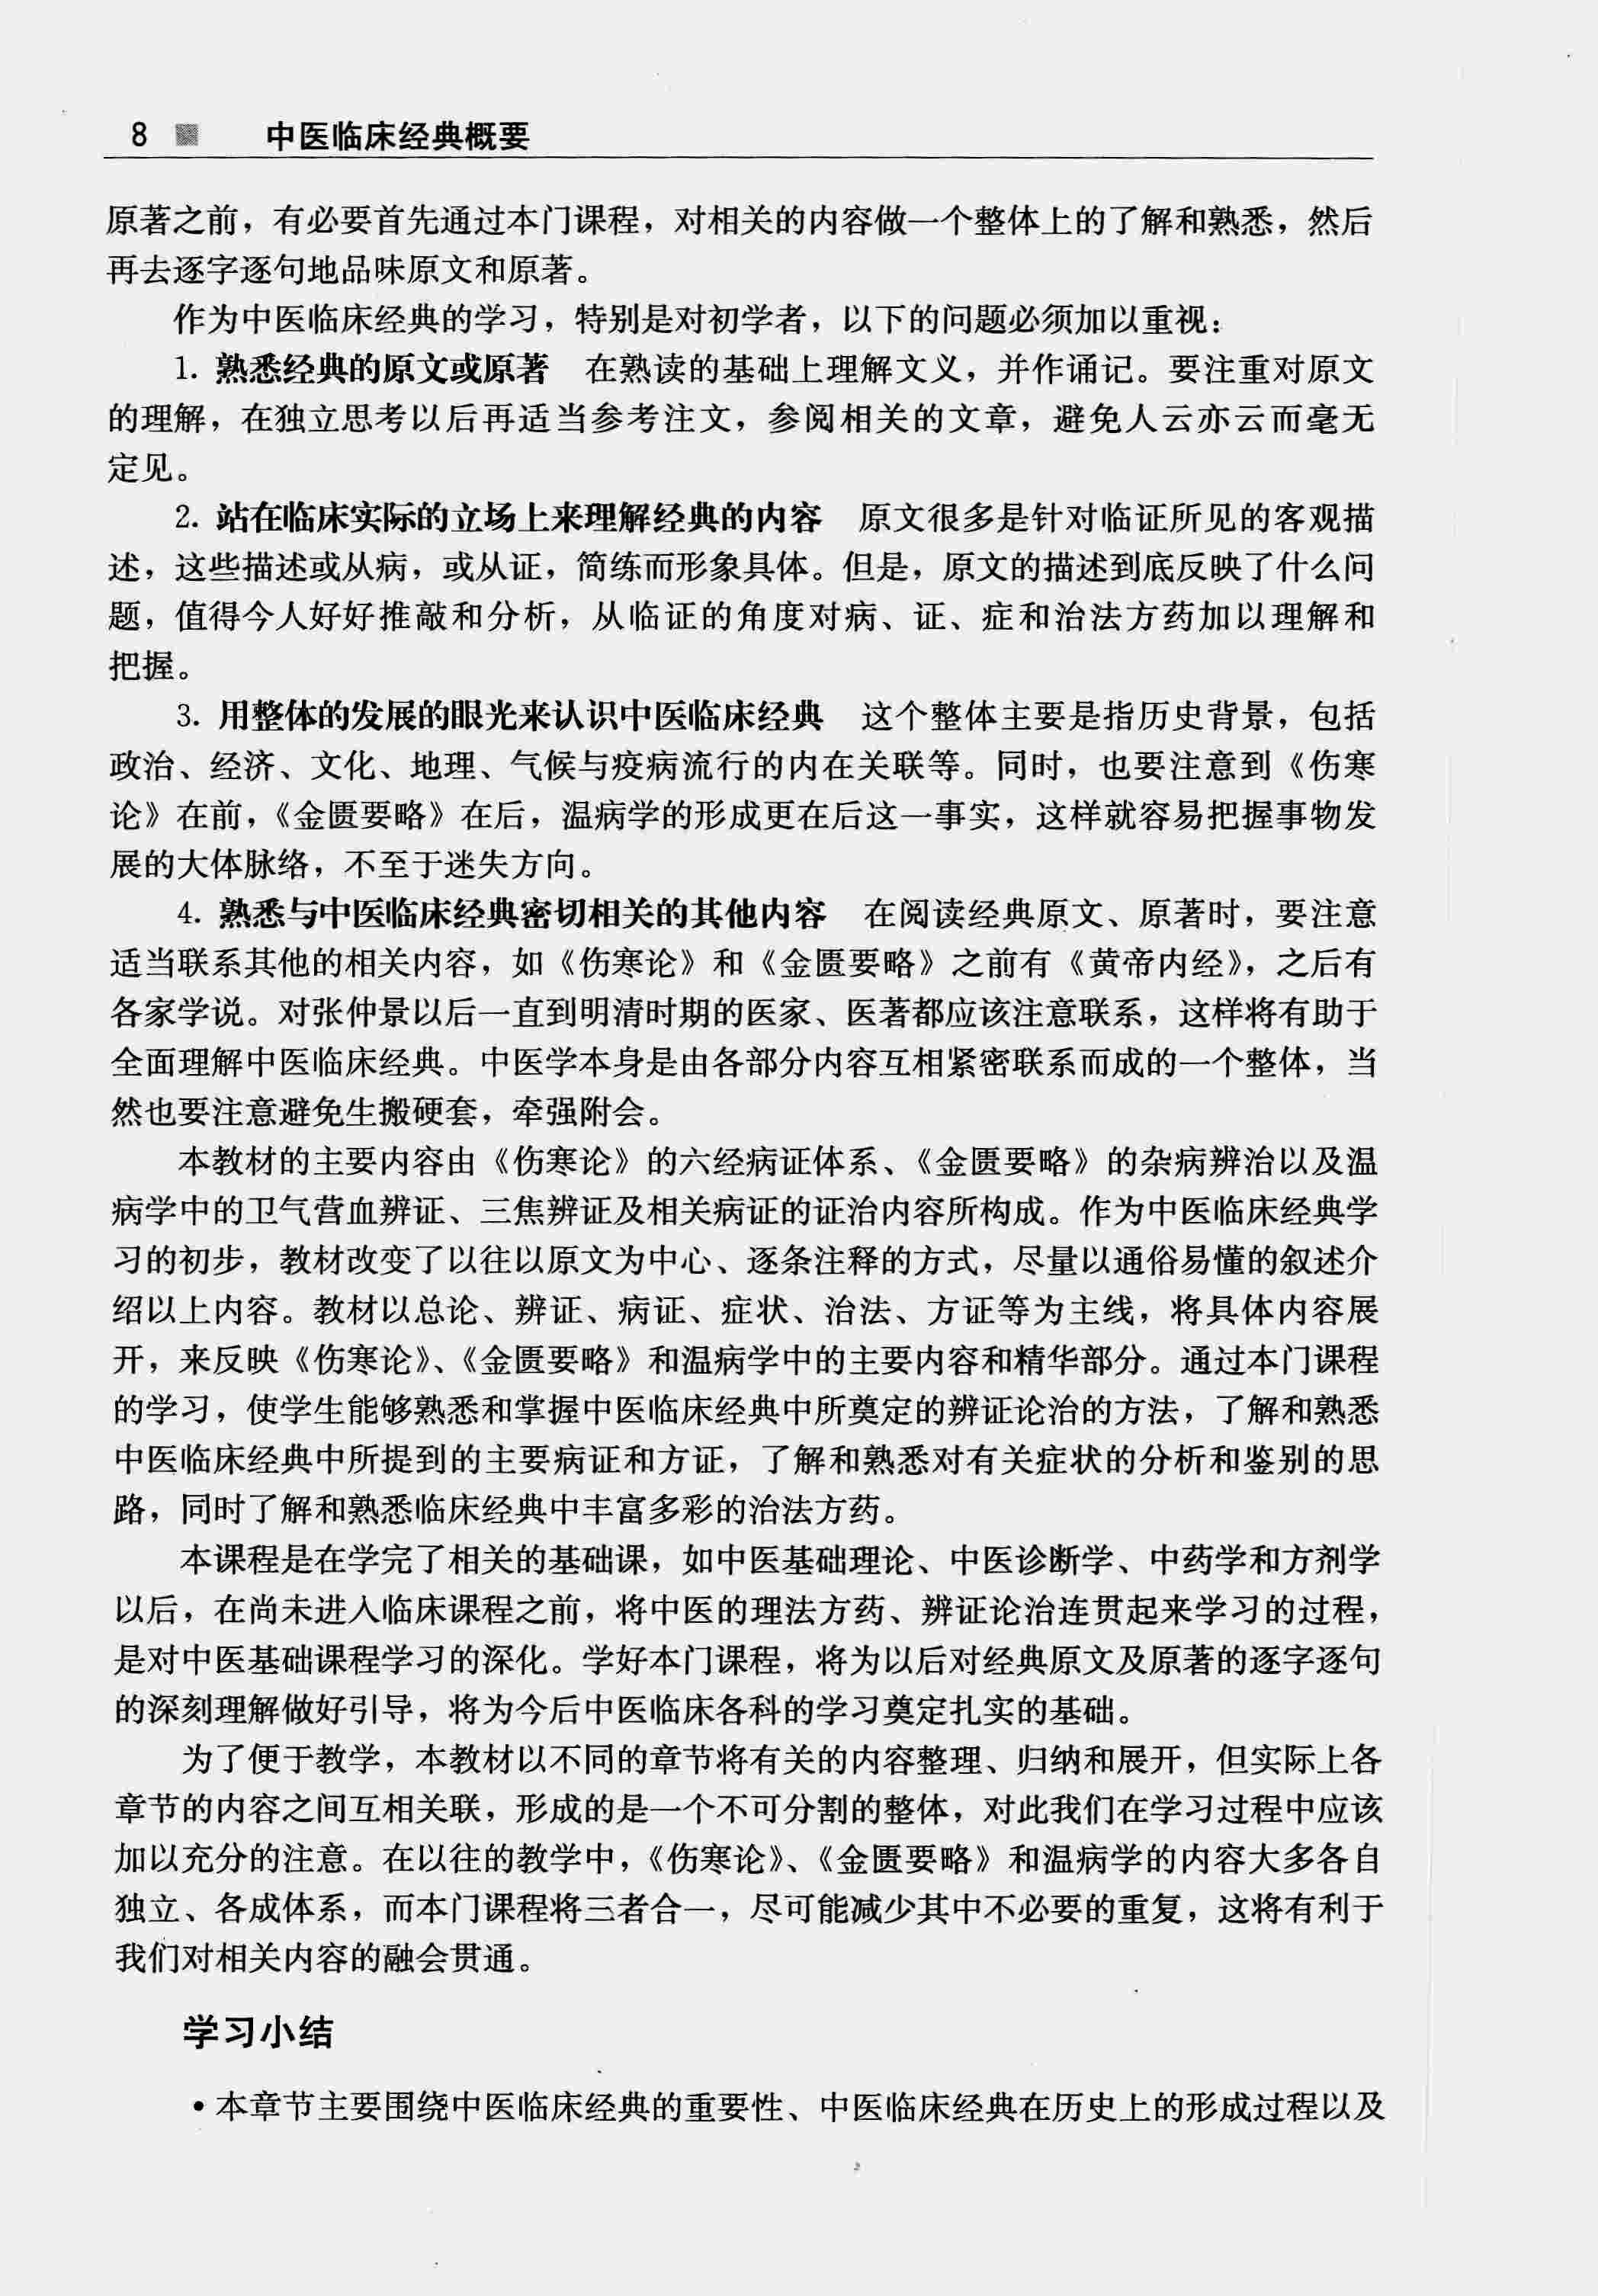 8 中医临床经典概要
原著之前，有必要首先通过本门课程，对相关的内容做一个整体上的了解和熟悉，然后
再去逐字逐句地品味原文和原著。
作为中医临床经典的学习，特别是对初学者，以下的问题必须加以重视：
1. 熟悉经典的原文或原著 在熟读的基础上理解文义，并作诵记。要注重对原文
的理解，在独立思考以后再适当参考注文，参阅相关的文章，避免人云亦云而毫无
定见。
2. 站在临床实际的立场上来理解经典的内容 原文很多是针对临证所见的客观描
述，这些描述或从病，或从证，简练而形象具体。但是，原文的描述到底反映了什么问
题，值得今人好好推敲和分析，从临证的角度对病、证、症和治法方药加以理解和
把握。
3. 用整体的发展的眼光来认识中医临床经典 这个整体主要是指历史背景，包括
政治、经济、文化、地理、气候与疫病流行的内在关联等。同时，也要注意到《伤寒
论》在前，《金匮要略》在后，温病学的形成更在后这一事实，这样就容易把握事物发
展的大体脉络，不至于迷失方向。
4. 熟悉与中医临床经典密切相关的其他内容 在阅读经典原文、原著时，要注意
适当联系其他的相关内容，如《伤寒论》和《金匮要略》之前有《黄帝内经》，之后有
各家学说。对张仲景以后一直到明清时期的医家、医著都应该注意联系，这样将有助于
全面理解中医临床经典。中医学本身是由各部分内容互相紧密联系而成的一个整体，当
然也要注意避免生搬硬套，牵强附会。
本教材的主要内容由《伤寒论》的六经病证体系、《金匮要略》的杂病辨治以及温
病学中的卫气营血辨证、三焦辨证及相关病证的证治内容所构成。作为中医临床经典学
习的初步，教材改变了以往以原文为中心、逐条注释的方式，尽量以通俗易懂的叙述介
绍以上内容。教材以总论、辨证、病证、症状、治法、方证等为主线，将具体内容展
开，来反映《伤寒论》、《金匮要略》和温病学中的主要内容和精华部分。通过本门课程
的学习，使学生能够熟悉和掌握中医临床经典中所奠定的辨证论治的方法，了解和熟悉
中医临床经典中所提到的主要病证和方证，了解和熟悉对有关症状的分析和鉴别的思
路，同时了解和熟悉临床经典中丰富多彩的治法方药。
本课程是在学完了相关的基础课，如中医基础理论、中医诊断学、中药学和方剂学
以后，在尚未进入临床课程之前，将中医的理法方药、辨证论治连贯起来学习的过程，
是对中医基础课程学习的深化。学好本门课程，将为以后对经典原文及原著的逐字逐句
的深刻理解做好引导，将为今后中医临床各科的学习奠定扎实的基础。
为了便于教学，本教材以不同的章节将有关的内容整理、归纳和展开，但实际上各
章节的内容之间互相关联，形成的是一个不可分割的整体，对此我们在学习过程中应该
加以充分的注意。在以往的教学中，《伤寒论》、《金匮要略》和温病学的内容大多各自
独立、各成体系，而本门课程将三者合一，尽可能减少其中不必要的重复，这将有利于
我们对相关内容的融会贯通。
学习小结
• 本章节主要围绕中医临床经典的重要性、中医临床经典在历史上的形成过程以及